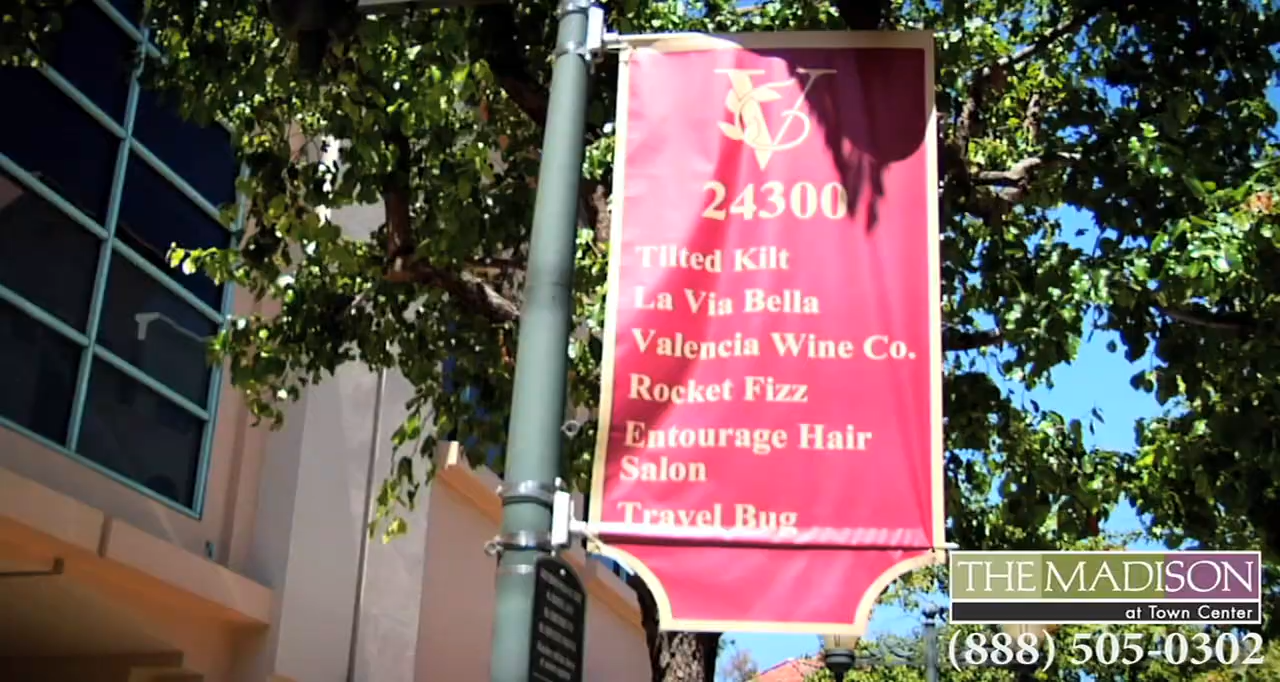 V
24300
Tilted Kilt
La Via Bella
Valencia Wine Co.
Rocket Fizz
Entourage Hair
Salon
Travel Bug
THE MADISON
at Town Center
(888) 505-0302